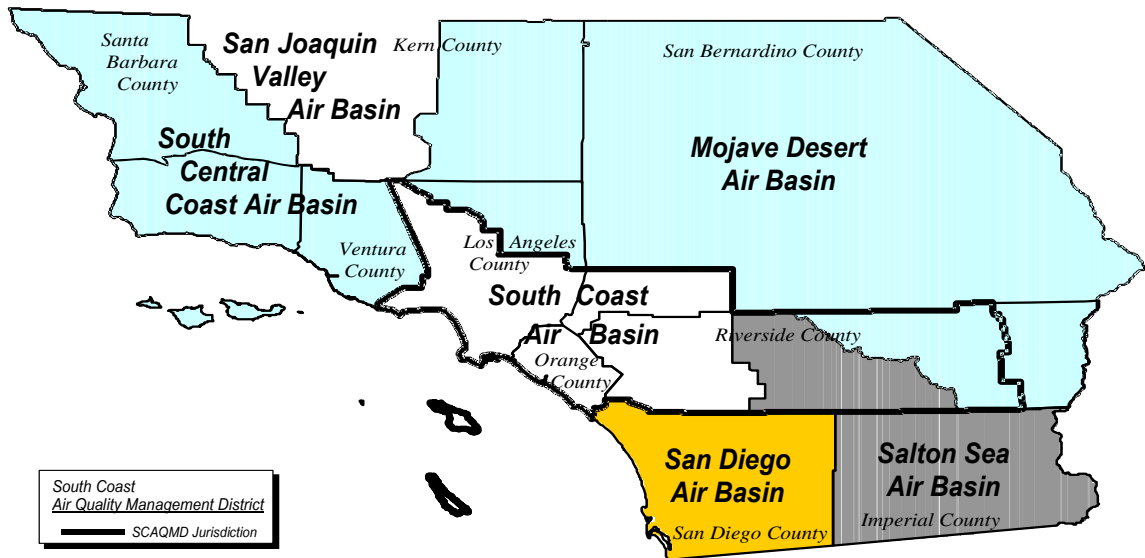 Santa
Barbara
County
San Joaquin
Valley
Air Basin
Kern County
San Bernardino County
South
Central
Coast Air Basin
Mojave Desert
Air Basin
Ventura
County
Los Angeles
County
South Coast
Air Basin
Riverside County
Orange
County
San Diego
Air Basin
San Diego County
Salton Sea
Air Basin
Imperial County
South Coast
Air Quality Management District
SCAQMD Jurisdiction